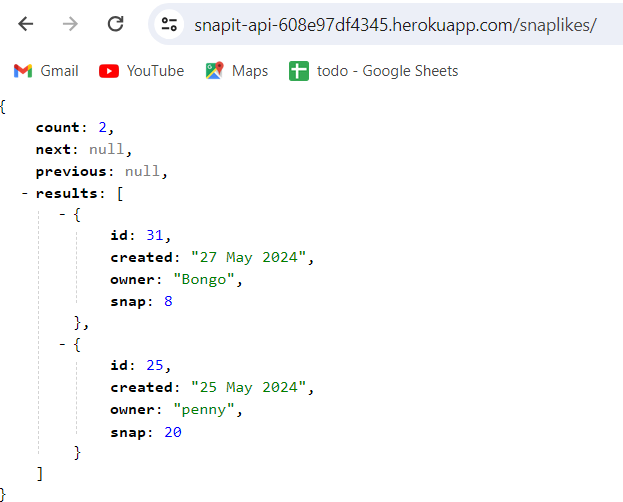 snapit-api-608e97df4345.herokuapp.com/snaplikes/
Gmail YouTube Maps todo - Google Sheets
{
count: 2,
next: null,
previous: null,
- results: [
- {
id: 31,
created: "27 May 2024",
owner: "Bongo",
snap: 8
},
- {
id: 25,
created: "25 May 2024",
owner: "penny",
snap: 20
}
]
}